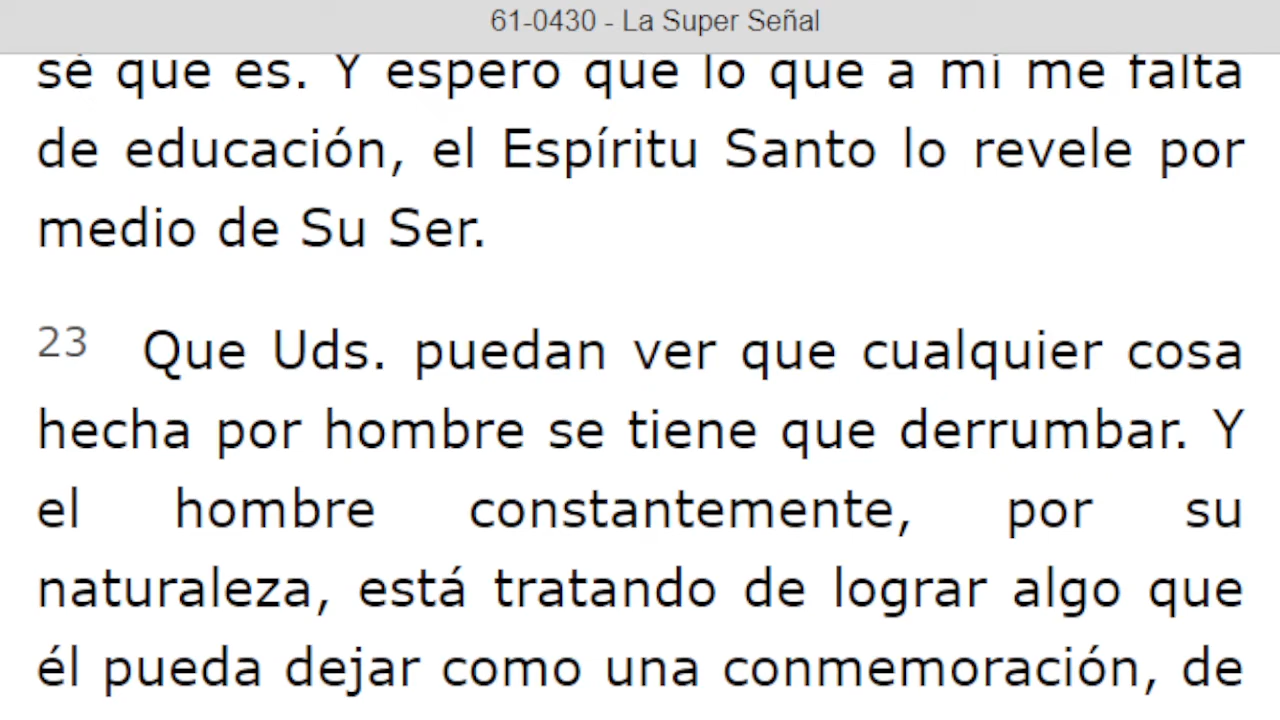 61-0430 - La Super Señal
sé que es. Y espero que lo que a mí me falta
de educación, el Espíritu Santo lo revele por
medio de Su Ser.
23 Que Uds. puedan ver que cualquier cosa
hecha por hombre se tiene que derrumbar. Y
el hombre constantemente, por su
naturaleza, está tratando de lograr algo que
él pueda dejar como una conmemoración, de